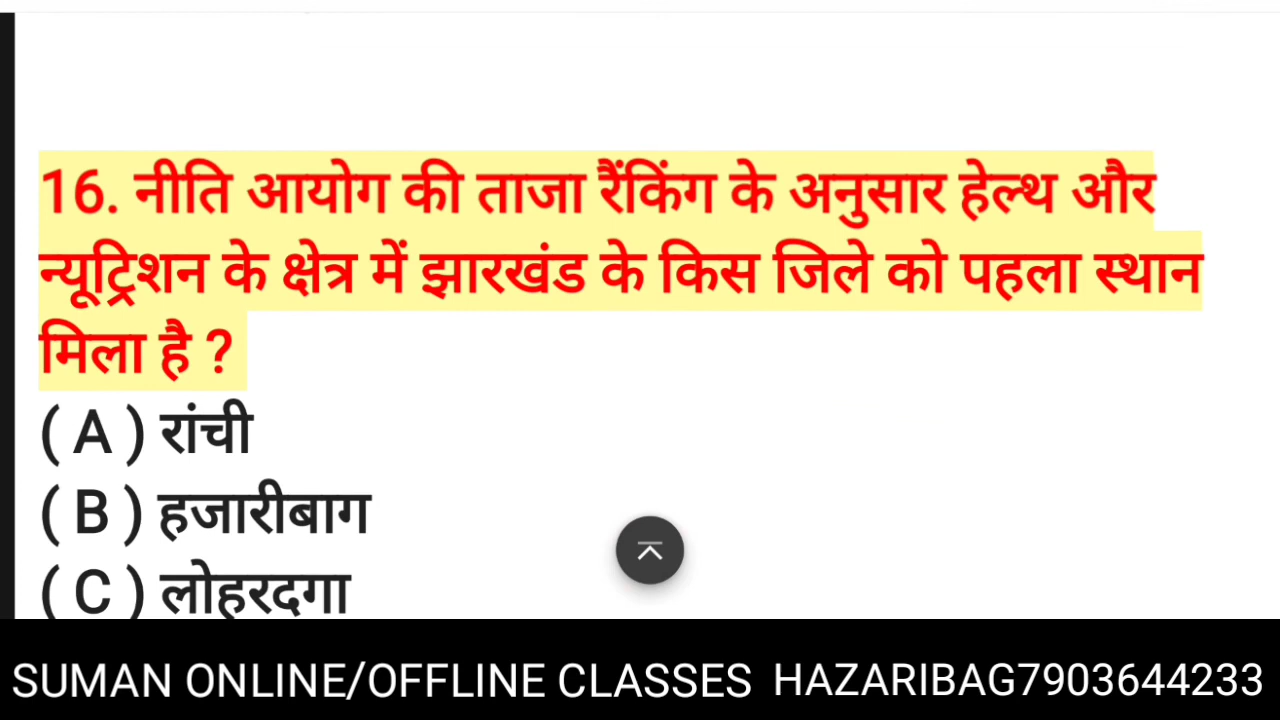 16. नीति आयोग की ताजा रैंकिंग के अनुसार हेल्थ और
न्यूट्रिशन के क्षेत्र में झारखंड के किस जिले को पहला स्थान
मिला है ?
( A ) रांची
( B ) हजारीबाग
( C ) लोहरदगा
SUMAN ONLINE/OFFLINE CLASSES HAZARIBAG7903644233